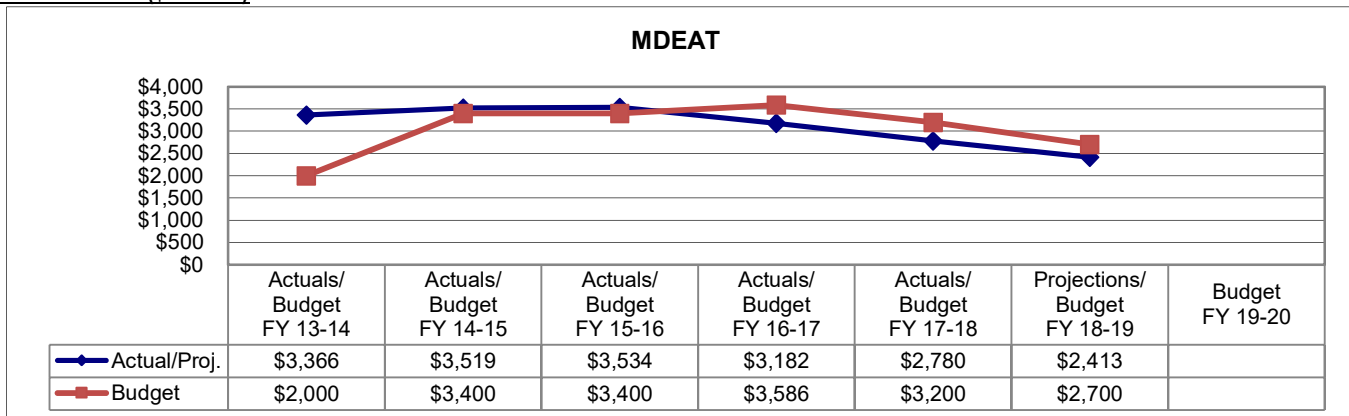 MDEAT
$4,000
$3,500
$3,000
$2,500
$2,000
$1,500
$1,000
$500
$0
Actuals/ Budget FY 13-14
Actuals/ Budget FY 14-15
Actuals/ Budget FY 15-16
Actuals/ Budget FY 16-17
Actuals/ Budget FY 17-18
Projections/ Budget FY 18-19
Budget FY 19-20
Actual/Proj. $3,366 $3,519 $3,534 $3,182 $2,780 $2,413
Budget $2,000 $3,400 $3,400 $3,586 $3,200 $2,700